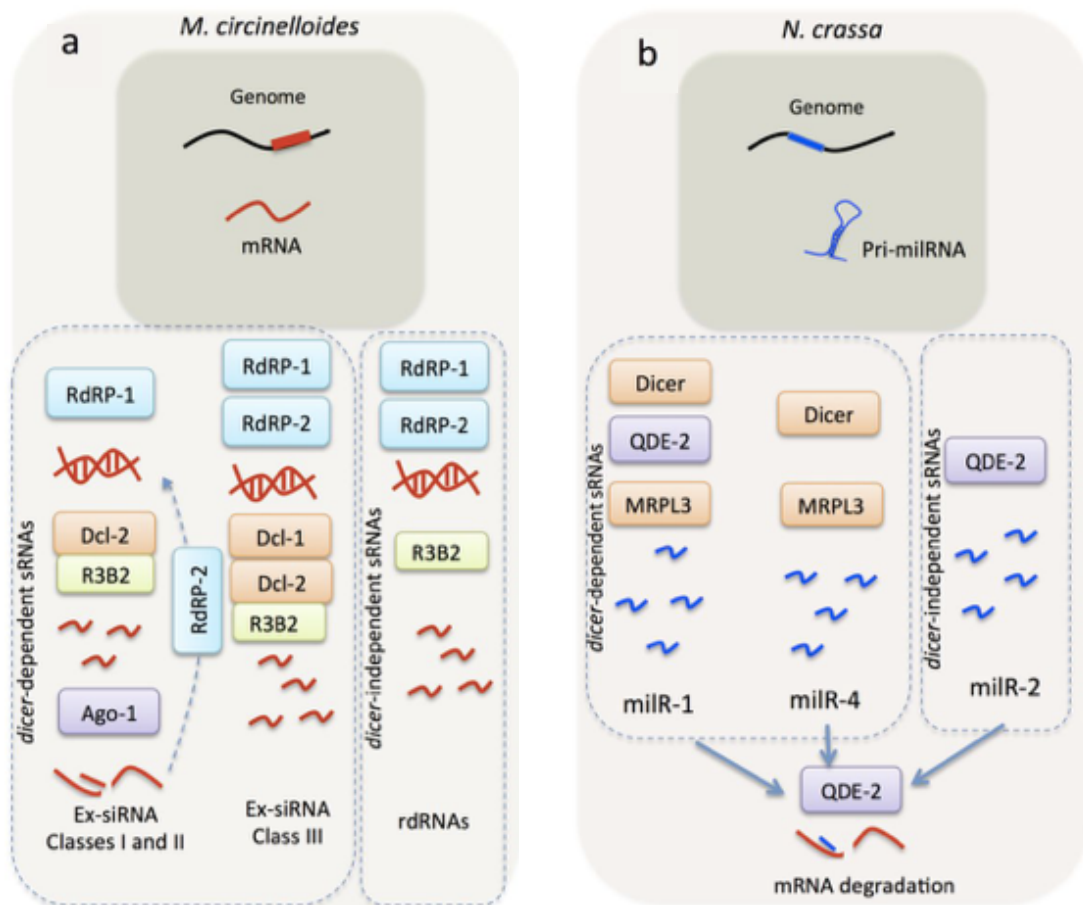 a
M. circinelloides
Genome
mRNA
dicer-dependent sRNAs
RdRP-1
Dcl-2
R3B2
RdRP-2
Ago-1
Ex-siRNA
Classes I and II
RdRP-1
RdRP-2
Dcl-1
Dcl-2
R3B2
Ex-siRNA
Class III
dicer-independent sRNAs
RdRP-1
RdRP-2
R3B2
rdRNAs
b
N. crassa
Genome
Pri-milRNA
dicer-dependent sRNAs
Dicer
QDE-2
MRPL3
milR-1
Dicer
MRPL3
milR-4
dicer-independent sRNAs
QDE-2
milR-2
QDE-2
mRNA degradation